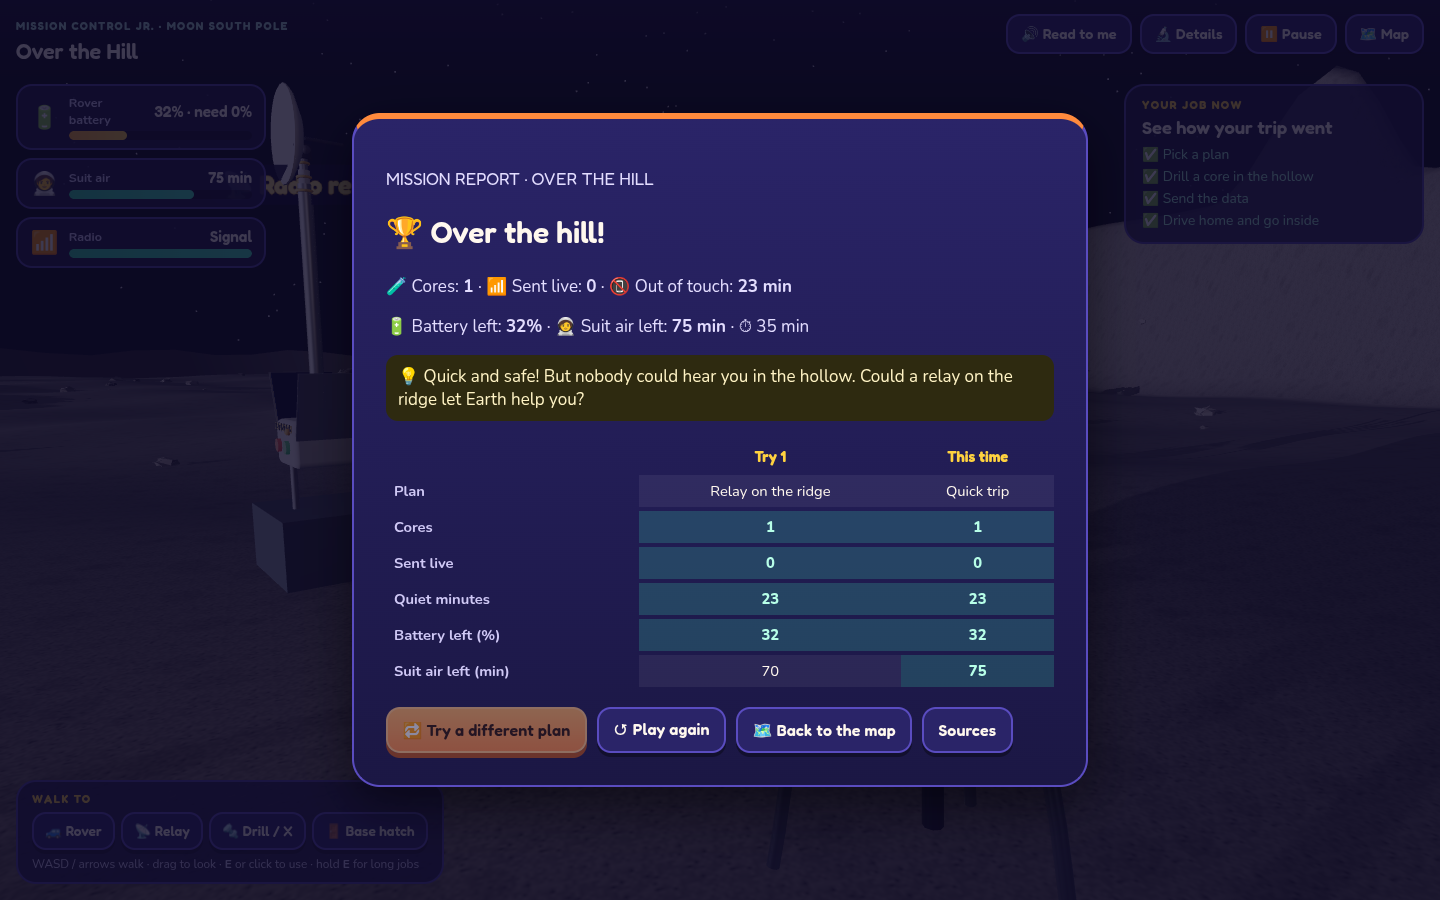 MISSION CONTROL JR. · MOON SOUTH POLE
Over the Hill
🔊 Read to me
🔬 Details
⏸️ Pause
🗺️ Map
Rover battery
32% · need 0%
Suit air
75 min
Radio
Signal
Radio re
YOUR JOB NOW
See how your trip went
✅ Pick a plan
✅ Drill a core in the hollow
✅ Send the data
✅ Drive home and go inside
MISSION REPORT · OVER THE HILL
🏆 Over the hill!
🧪 Cores: 1 · 📶 Sent live: 0 · 📵 Out of touch: 23 min
🔋 Battery left: 32% · 🧑‍🚀 Suit air left: 75 min · ⏱ 35 min
💡 Quick and safe! But nobody could hear you in the hollow. Could a relay on the
ridge let Earth help you?
Try 1 This time
Plan Relay on the ridge Quick trip
Cores 1 1
Sent live 0 0
Quiet minutes 23 23
Battery left (%) 32 32
Suit air left (min) 70 75
🔁 Try a different plan
↺ Play again
🗺️ Back to the map
Sources
WALK TO
🚙 Rover
📡 Relay
🔩 Drill / X
🚪 Base hatch
WASD / arrows walk · drag to look · E or click to use · hold E for long jobs